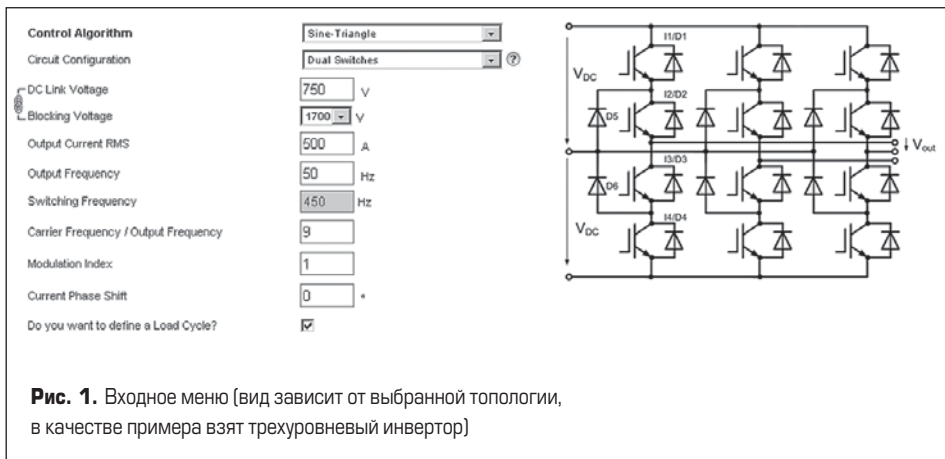 Control Algorithm Sine-Triangle
Circuit Configuration Dual Switches ?
DC Link Voltage 750 V
Blocking Voltage 1700 V
Output Current RMS 500 A
Output Frequency 50 Hz
Switching Frequency 450 Hz
Carrier Frequency / Output Frequency 9
Modulation Index 1
Current Phase Shift 0 °
Do you want to define a Load Cycle?
I1/D1
VDC
I2/D2
D5
Vout
I3/D3
D6
I4/D4
VDC
Рис. 1. Входное меню (вид зависит от выбранной топологии,
в качестве примера взят трехуровневый инвертор)